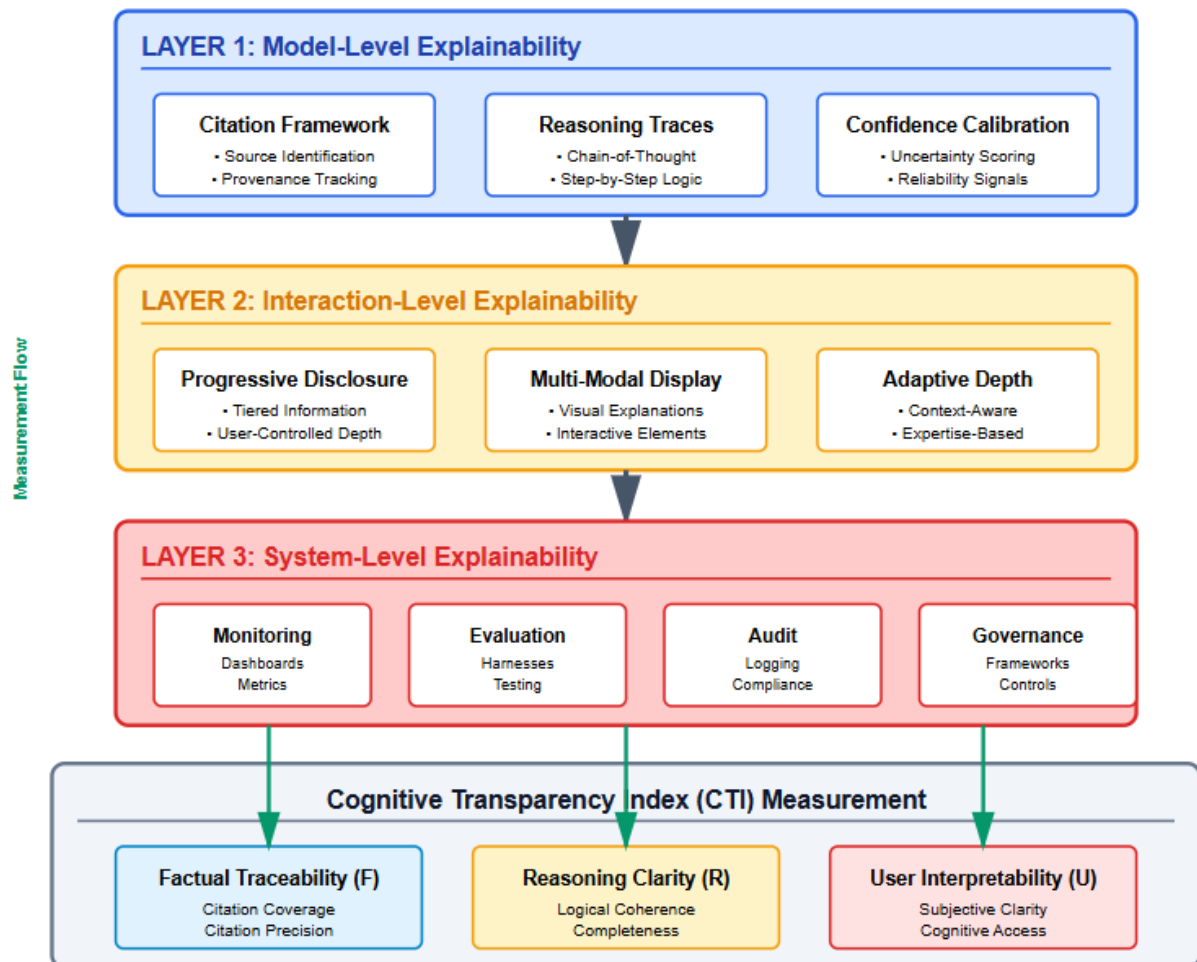 LAYER 1: Model-Level Explainability
Citation Framework
• Source Identification
• Provenance Tracking
Reasoning Traces
• Chain-of-Thought
• Step-by-Step Logic
Confidence Calibration
• Uncertainty Scoring
• Reliability Signals
Measurement Flow
LAYER 2: Interaction-Level Explainability
Progressive Disclosure
• Tiered Information
• User-Controlled Depth
Multi-Modal Display
• Visual Explanations
• Interactive Elements
Adaptive Depth
• Context-Aware
• Expertise-Based
LAYER 3: System-Level Explainability
Monitoring
Dashboards
Metrics
Evaluation
Harnesses
Testing
Audit
Logging
Compliance
Governance
Frameworks
Controls
Cognitive Transparency Index (CTI) Measurement
Factual Traceability (F)
Citation Coverage
Citation Precision
Reasoning Clarity (R)
Logical Coherence
Completeness
User Interpretability (U)
Subjective Clarity
Cognitive Access